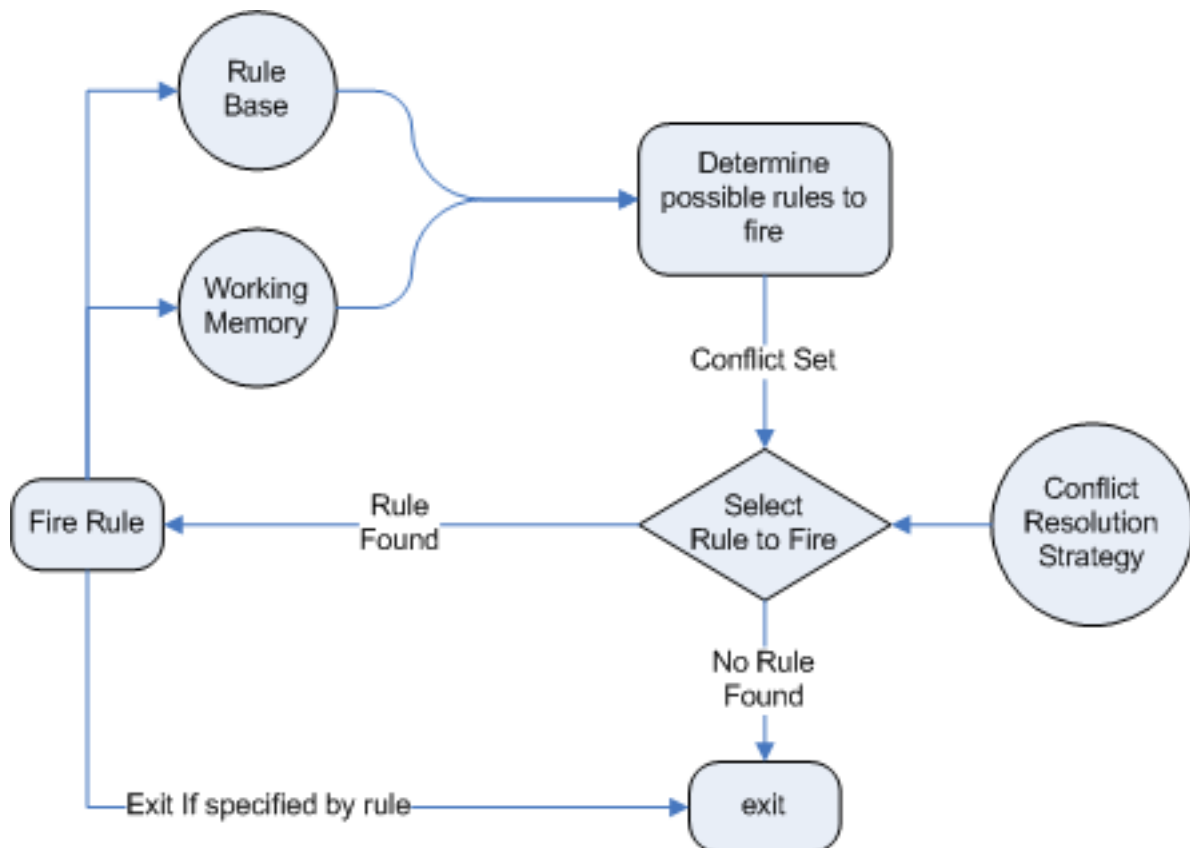 Rule
Base
Determine
possible rules to
fire
Working
Memory
Conflict Set
Conflict
Resolution
Strategy
Select
Rule to Fire
Rule
Found
Fire Rule
No Rule
Found
Exit If specified by rule
exit